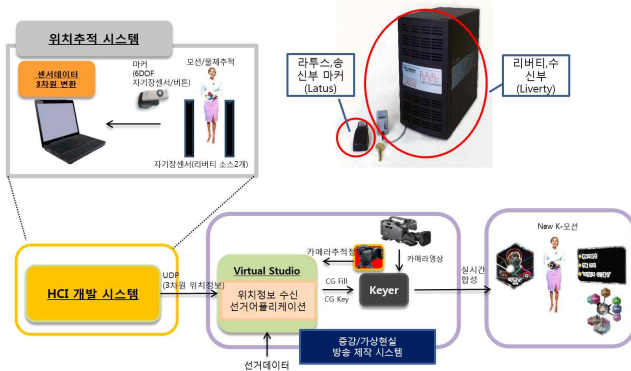 위치추적 시스템
센서데이터
3차원 변환
마커
(6DOF
자기장센서/버튼)
모션/물체추적
자기장센서(리버티 소스2개)
라투스,송
신부 마커
(Latus)
리버티,수
신부
(Liverty)
HCI 개발 시스템
UDP
(3차원 위치정보)
Virtual Studio
위치정보 수신
선거어플리케이션
선거데이터
카메라추적정
카메라영상
CG Fill
CG Key
Keyer
증강/가상현실
방송 제작 시스템
실시간
합성
New K-모션